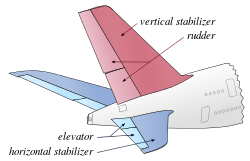 vertical stabilizer
rudder
elevator
horizontal stabilizer